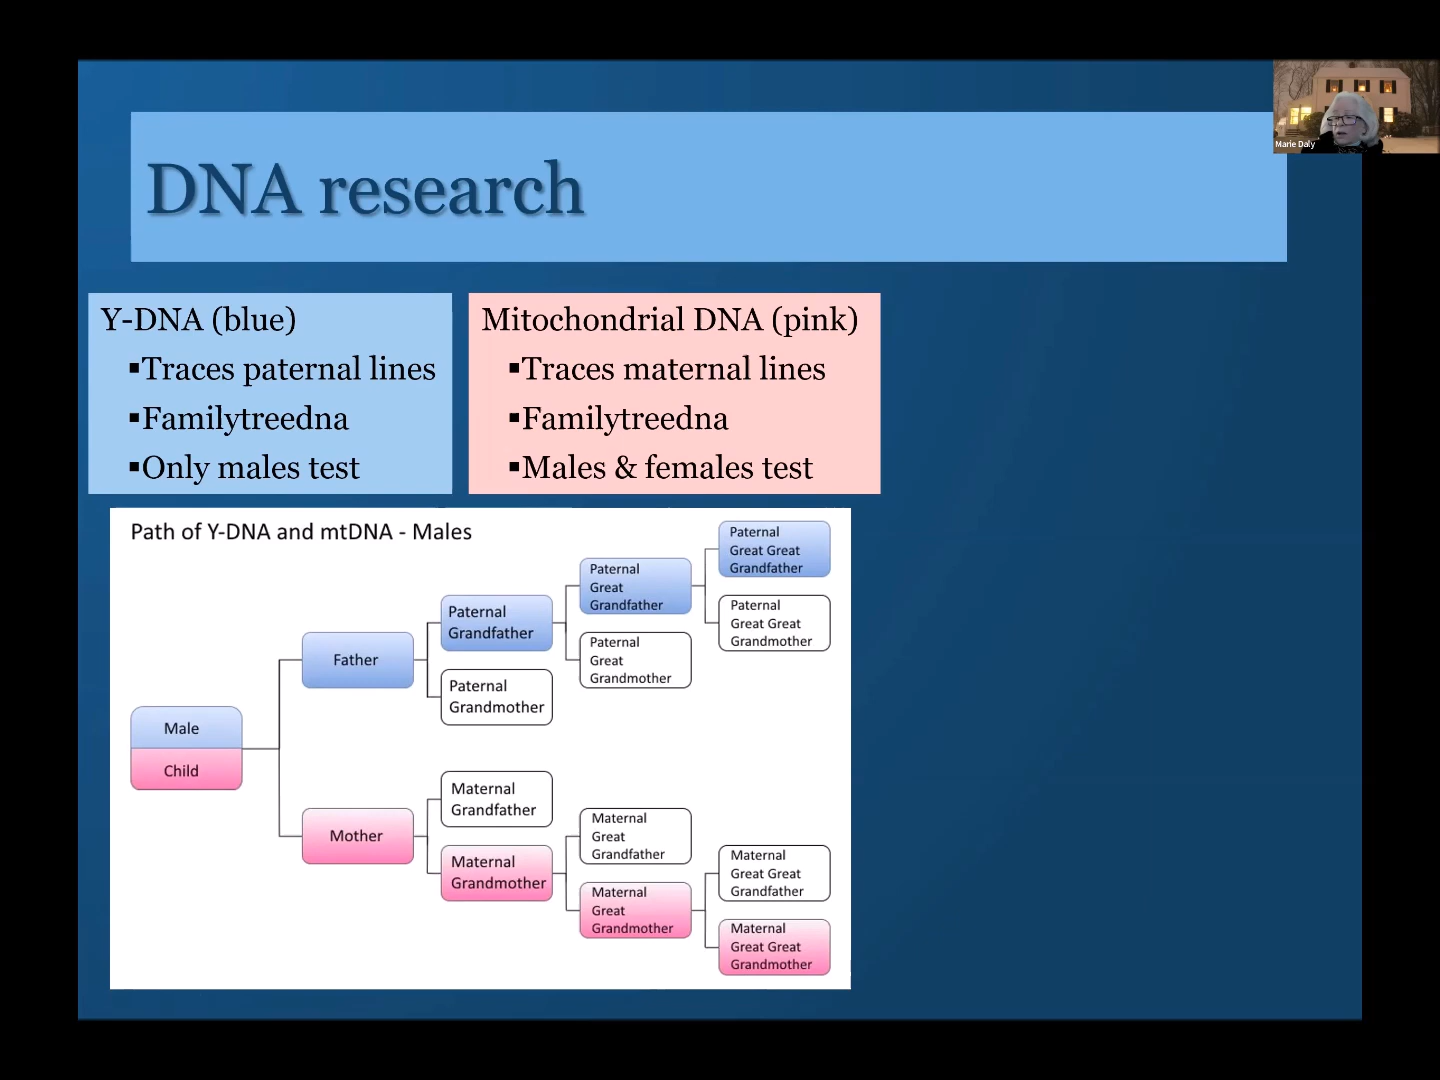 DNA research
Marie Daly
Y-DNA (blue)
▪Traces paternal lines
▪Familytreedna
▪Only males test
Mitochondrial DNA (pink)
▪Traces maternal lines
▪Familytreedna
▪Males & females test
Path of Y-DNA and mtDNA - Males
Male
Child
Father
Mother
Paternal
Grandfather
Paternal
Grandmother
Maternal
Grandfather
Maternal
Grandmother
Paternal
Great
Grandfather
Paternal
Great
Grandmother
Maternal
Great
Grandfather
Maternal
Great
Grandmother
Paternal
Great Great
Grandfather
Paternal
Great Great
Grandmother
Maternal
Great Great
Grandfather
Maternal
Great Great
Grandmother